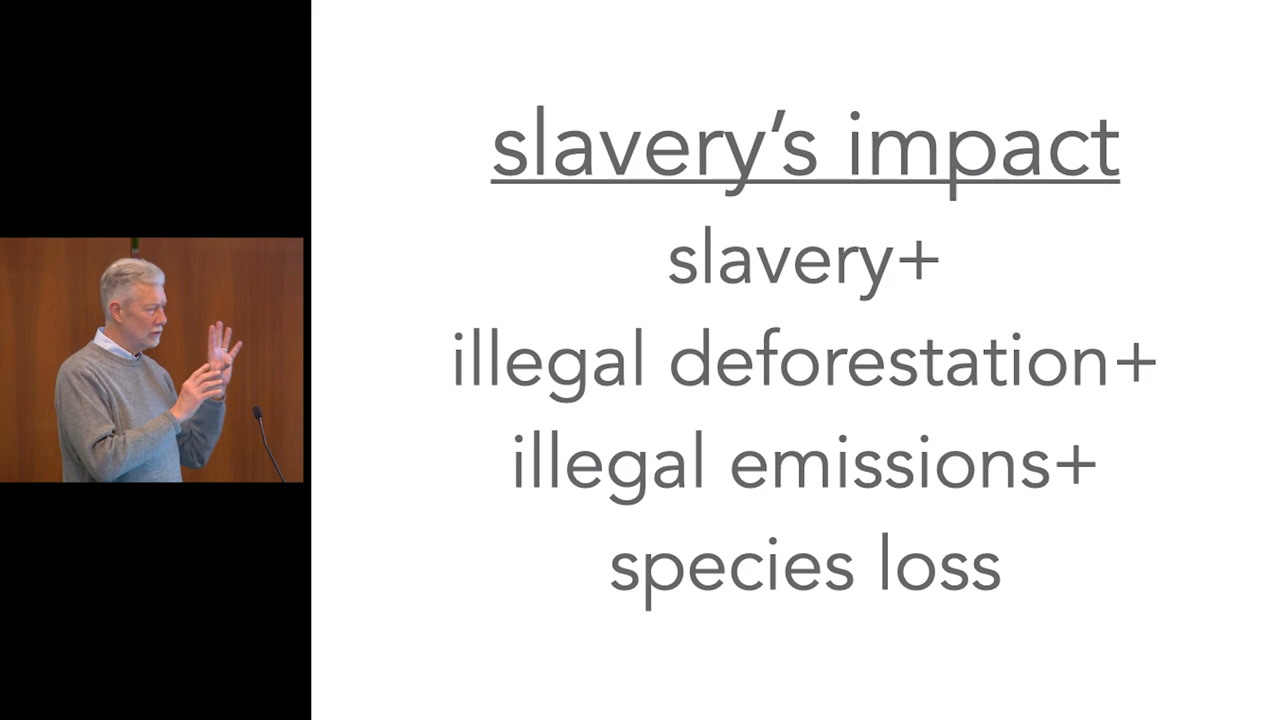 slavery’s impact
slavery+
illegal deforestation+
illegal emissions+
species loss